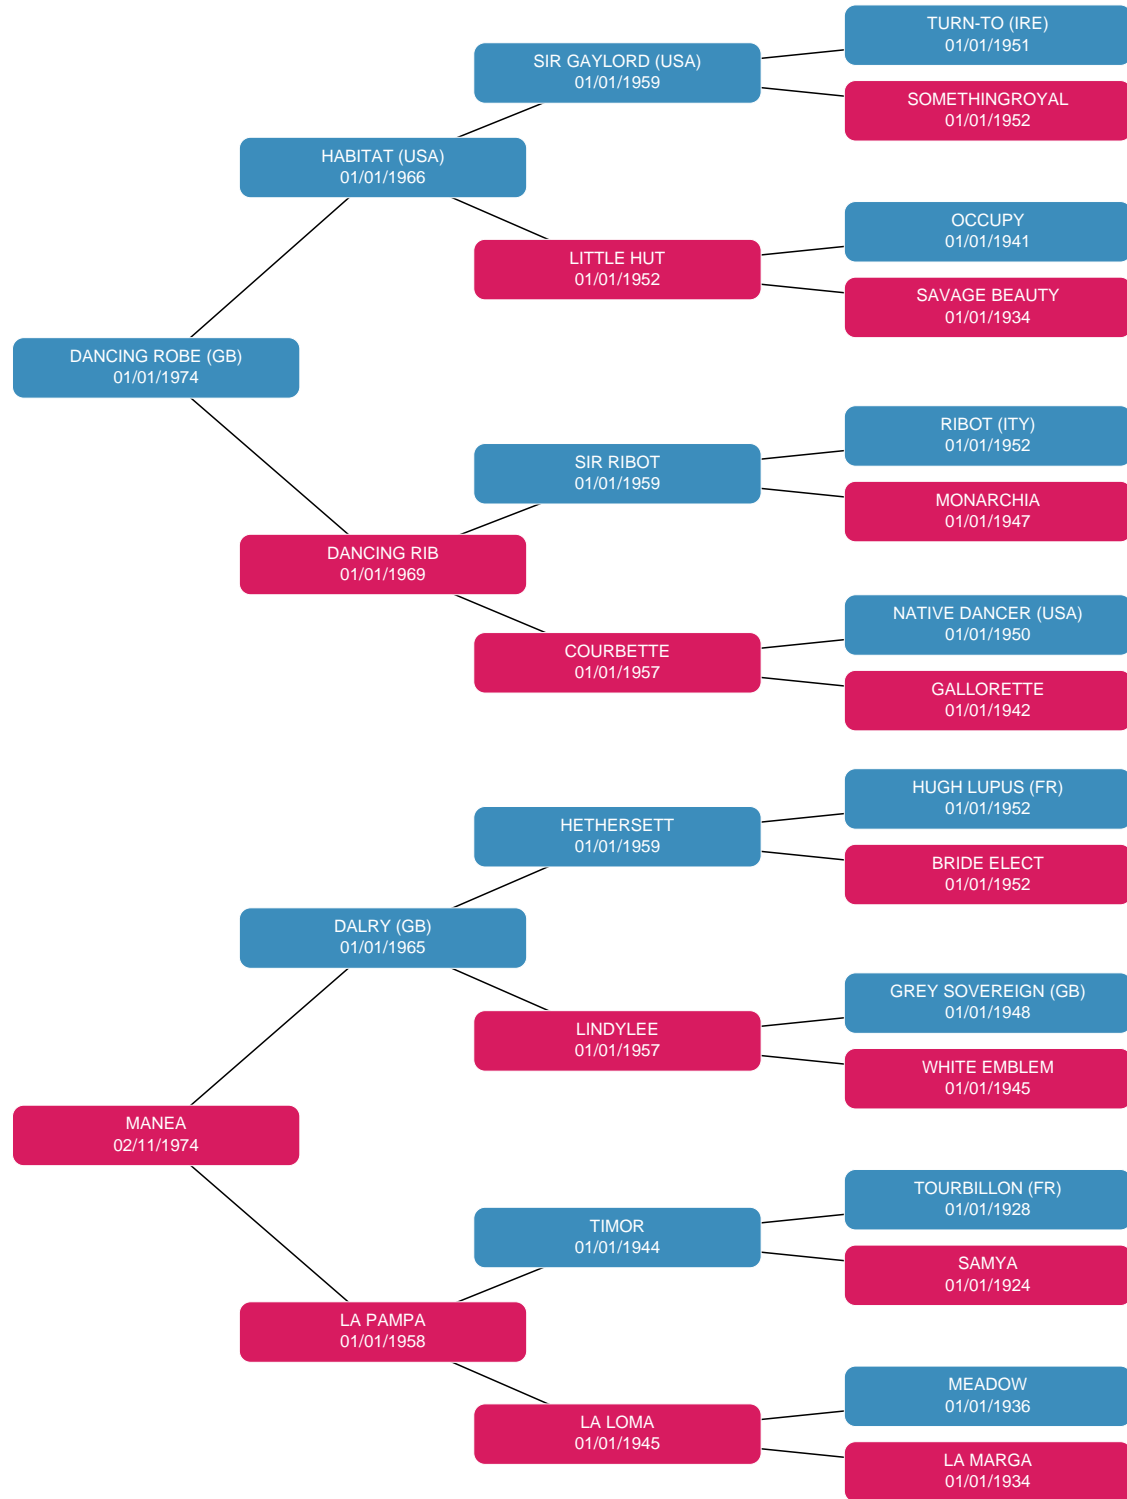 TURN-TO (IRE)
01/01/1951
SIR GAYLORD (USA)
01/01/1959
SOMETHINGROYAL
01/01/1952
HABITAT (USA)
01/01/1966
OCCUPY
01/01/1941
LITTLE HUT
01/01/1952
SAVAGE BEAUTY
01/01/1934
DANCING ROBE (GB)
01/01/1974
RIBOT (ITY)
01/01/1952
SIR RIBOT
01/01/1959
MONARCHIA
01/01/1947
DANCING RIB
01/01/1969
NATIVE DANCER (USA)
01/01/1950
COURBETTE
01/01/1957
GALLORETTE
01/01/1942
HUGH LUPUS (FR)
01/01/1952
HETHERSETT
01/01/1959
BRIDE ELECT
01/01/1952
DALRY (GB)
01/01/1965
GREY SOVEREIGN (GB)
01/01/1948
LINDYLEE
01/01/1957
WHITE EMBLEM
01/01/1945
MANEA
02/11/1974
TOURBILLON (FR)
01/01/1928
TIMOR
01/01/1944
SAMYA
01/01/1924
LA PAMPA
01/01/1958
MEADOW
01/01/1936
LA LOMA
01/01/1945
LA MARGA
01/01/1934